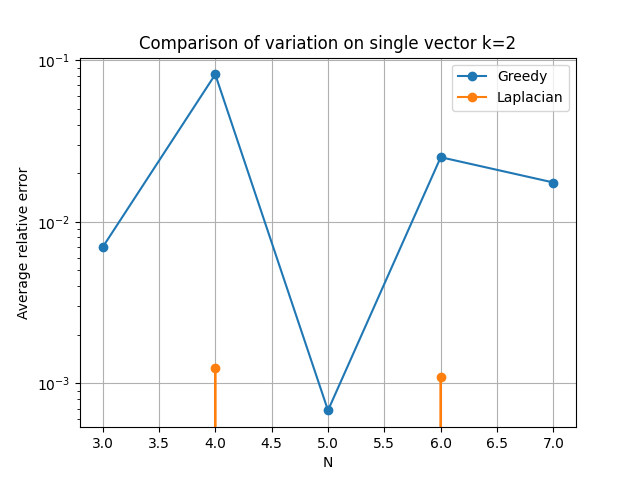 Comparison of variation on single vector k=2
Greedy
Laplacian
Average relative error
10⁻¹
10⁻²
10⁻³
3.0 3.5 4.0 4.5 5.0 5.5 6.0 6.5 7.0
N